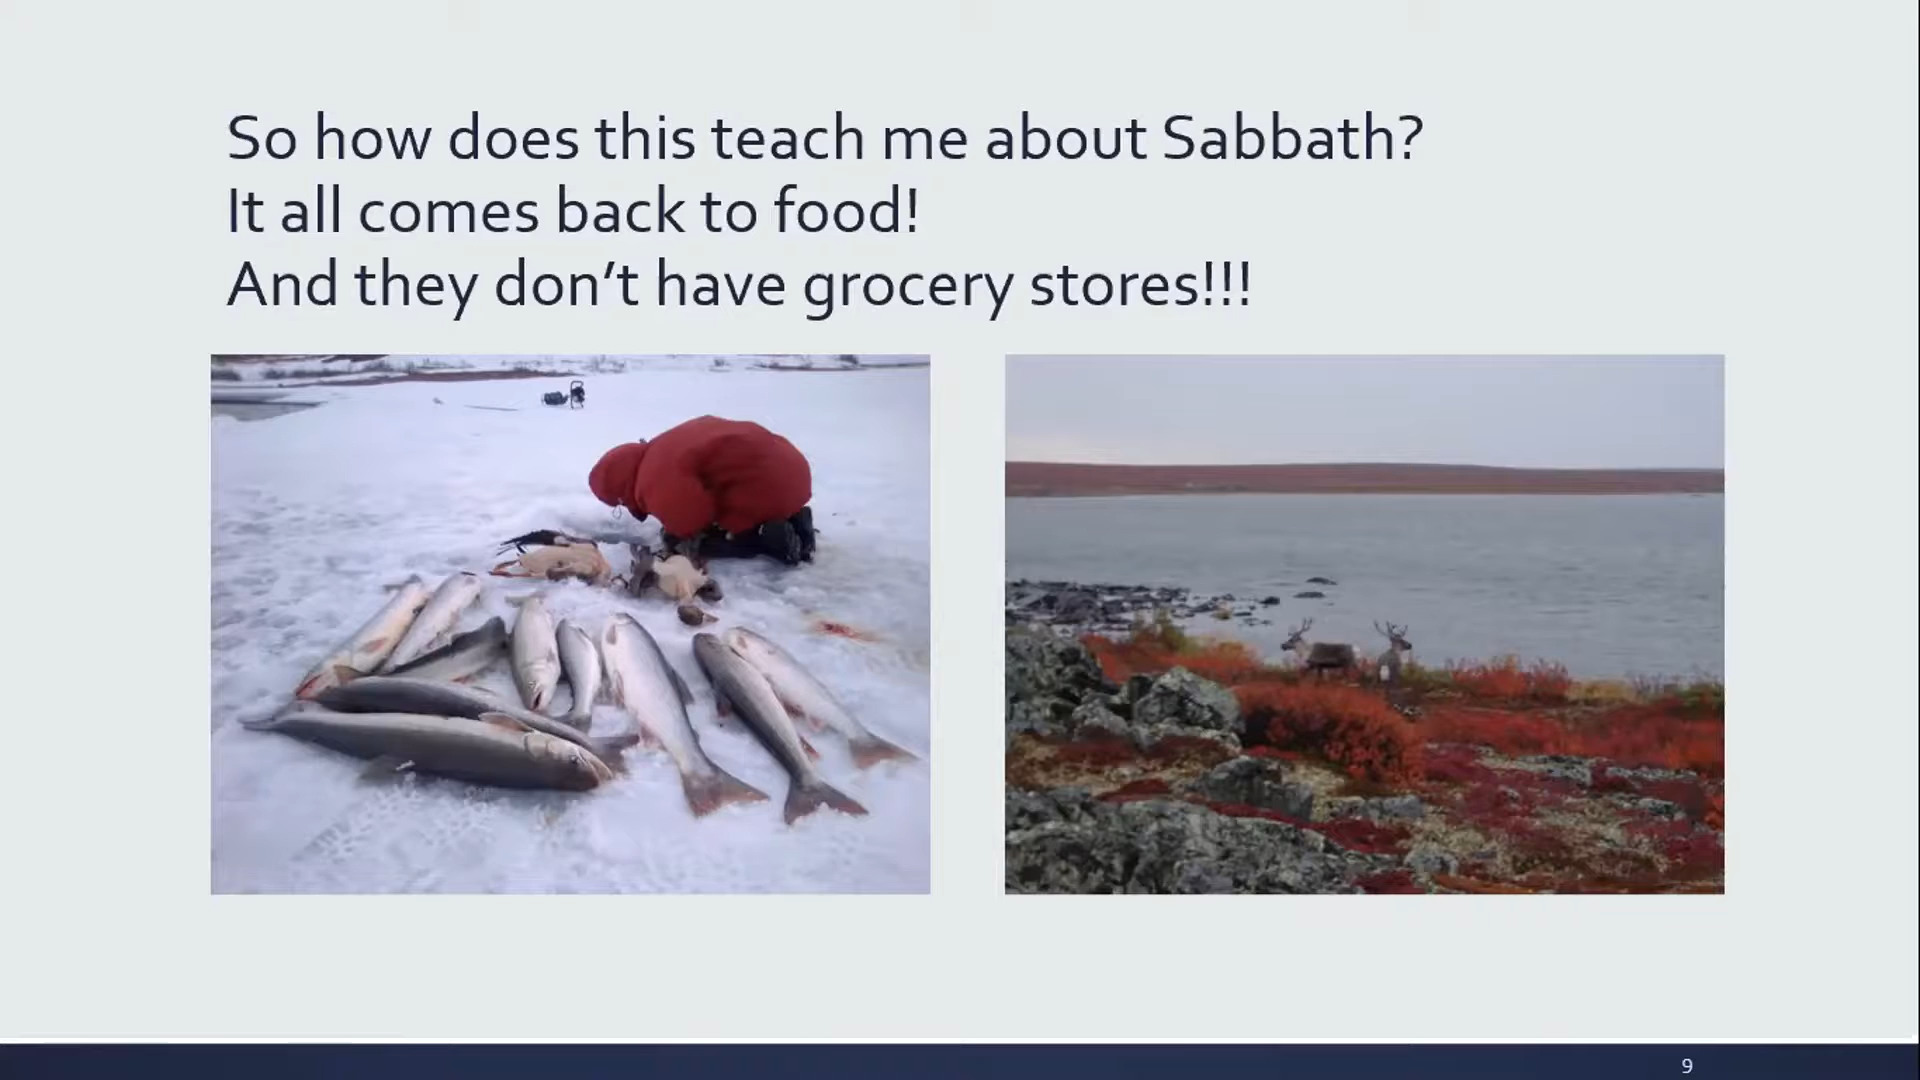 So how does this teach me about Sabbath?
It all comes back to food!
And they don’t have grocery stores!!!
9